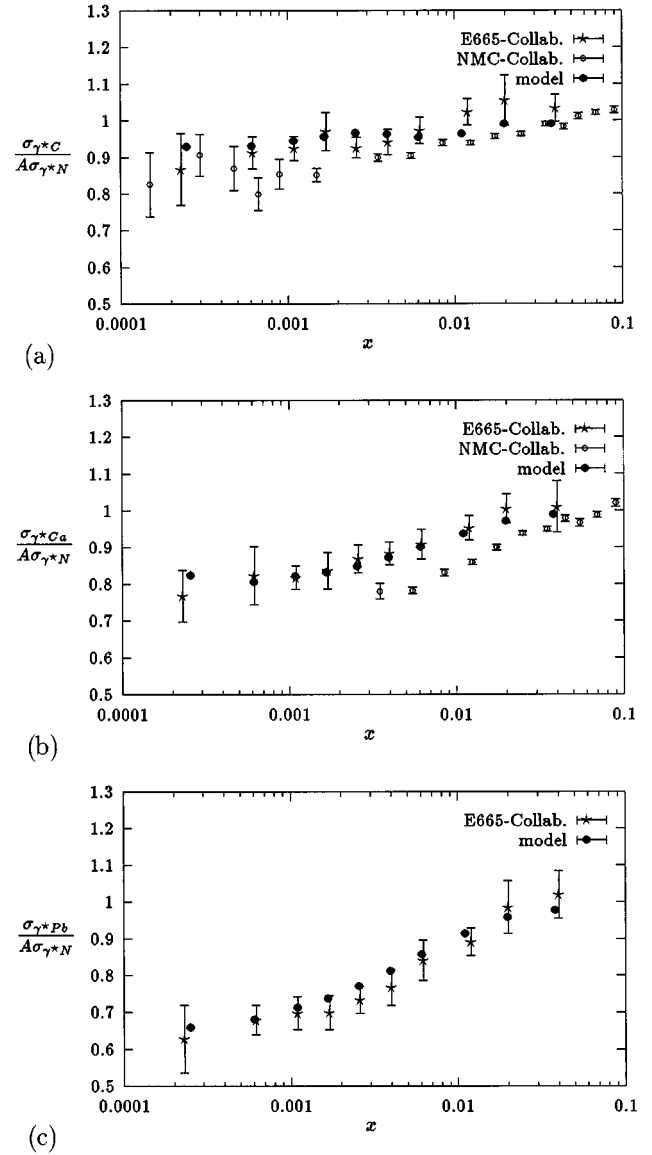 1.3
1.2
1.1
1
0.9
0.8
0.7
0.6
0.5
σγ⋆C
Aσγ⋆N
E665-Collab.
NMC-Collab.
model
0.0001 0.001 0.01 0.1
x
(a)
1.3
1.2
1.1
1
0.9
0.8
0.7
0.6
0.5
σγ⋆Ca
Aσγ⋆N
E665-Collab.
NMC-Collab.
model
0.0001 0.001 0.01 0.1
x
(b)
1.3
1.2
1.1
1
0.9
0.8
0.7
0.6
0.5
σγ⋆Pb
Aσγ⋆N
E665-Collab.
model
0.0001 0.001 0.01 0.1
x
(c)